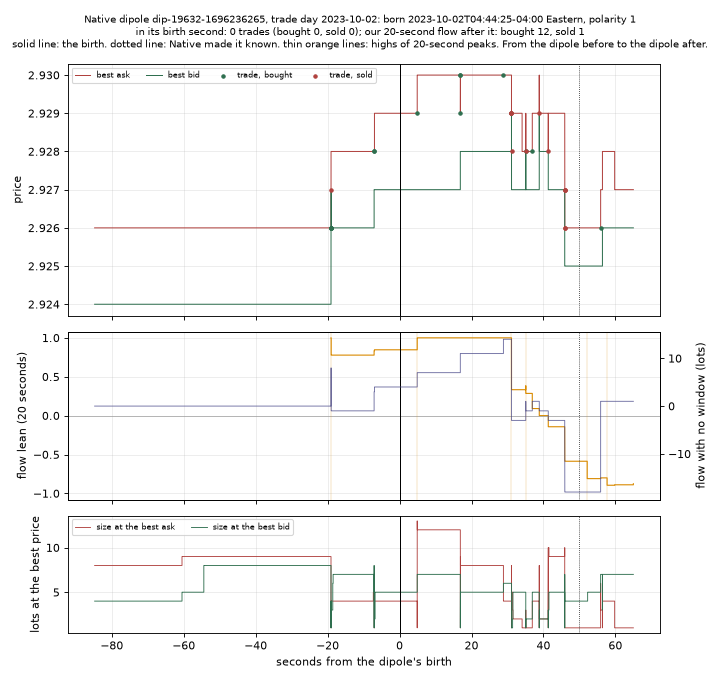 Native dipole dip-19632-1696236265, trade day 2023-10-02: born 2023-10-02T04:44:25-04:00 Eastern, polarity 1
in its birth second: 0 trades (bought 0, sold 0); our 20-second flow after it: bought 12, sold 1
solid line: the birth. dotted line: Native made it known. thin orange lines: highs of 20-second peaks. From the dipole before to the dipole after.
best ask best bid trade, bought trade, sold
2.930
2.929
2.928
2.927
2.926
2.925
2.924
price
1.0
0.5
0.0
−0.5
−1.0
flow lean (20 seconds)
10
0
−10
flow with no window (lots)
size at the best ask size at the best bid
10
5
lots at the best price
−80 −60 −40 −20 0 20 40 60
seconds from the dipole's birth